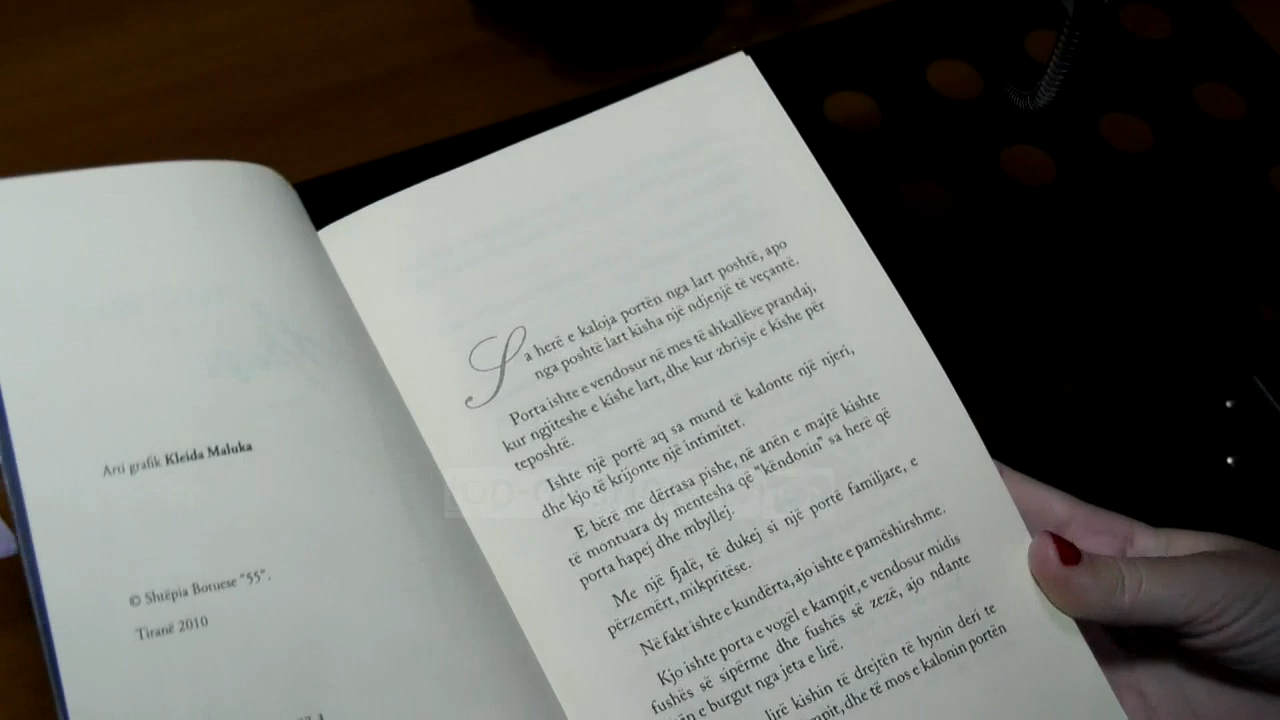 Arti grafik Kleida Maluka
© Shtëpia Botuese "55".
Tiranë 2010
Sa herë e kaloja portën nga lart poshtë, apo
nga poshtë lart kisha një ndjenjë të veçantë.
Porta ishte e vendosur në mes të shkallëve prandaj,
kur ngjiteshe e kishe lart, dhe kur zbrisje e kishe për
teposhtë.
Ishte një portë aq sa mund të kalonte një njeri,
dhe kjo të krijonte një intimitet.
E bërë me dërrasa pishe, në anën e majtë kishte
të montuara dy mentesha që "këndonin" sa herë që
porta hapej dhe mbyllej.
Me një fjalë, të dukej si një portë familjare, e
përzemërt, mikpritëse.
Në fakt ishte e kundërta, ajo ishte e pamëshirshme.
Kjo ishte porta e vogël e kampit, e vendosur midis
fushës së sipërme dhe fushës së zezë, ajo ndante
e burgut nga jeta e lirë.
lirë kishin të drejtën të hynin deri te
dhe të mos e kalonin portën